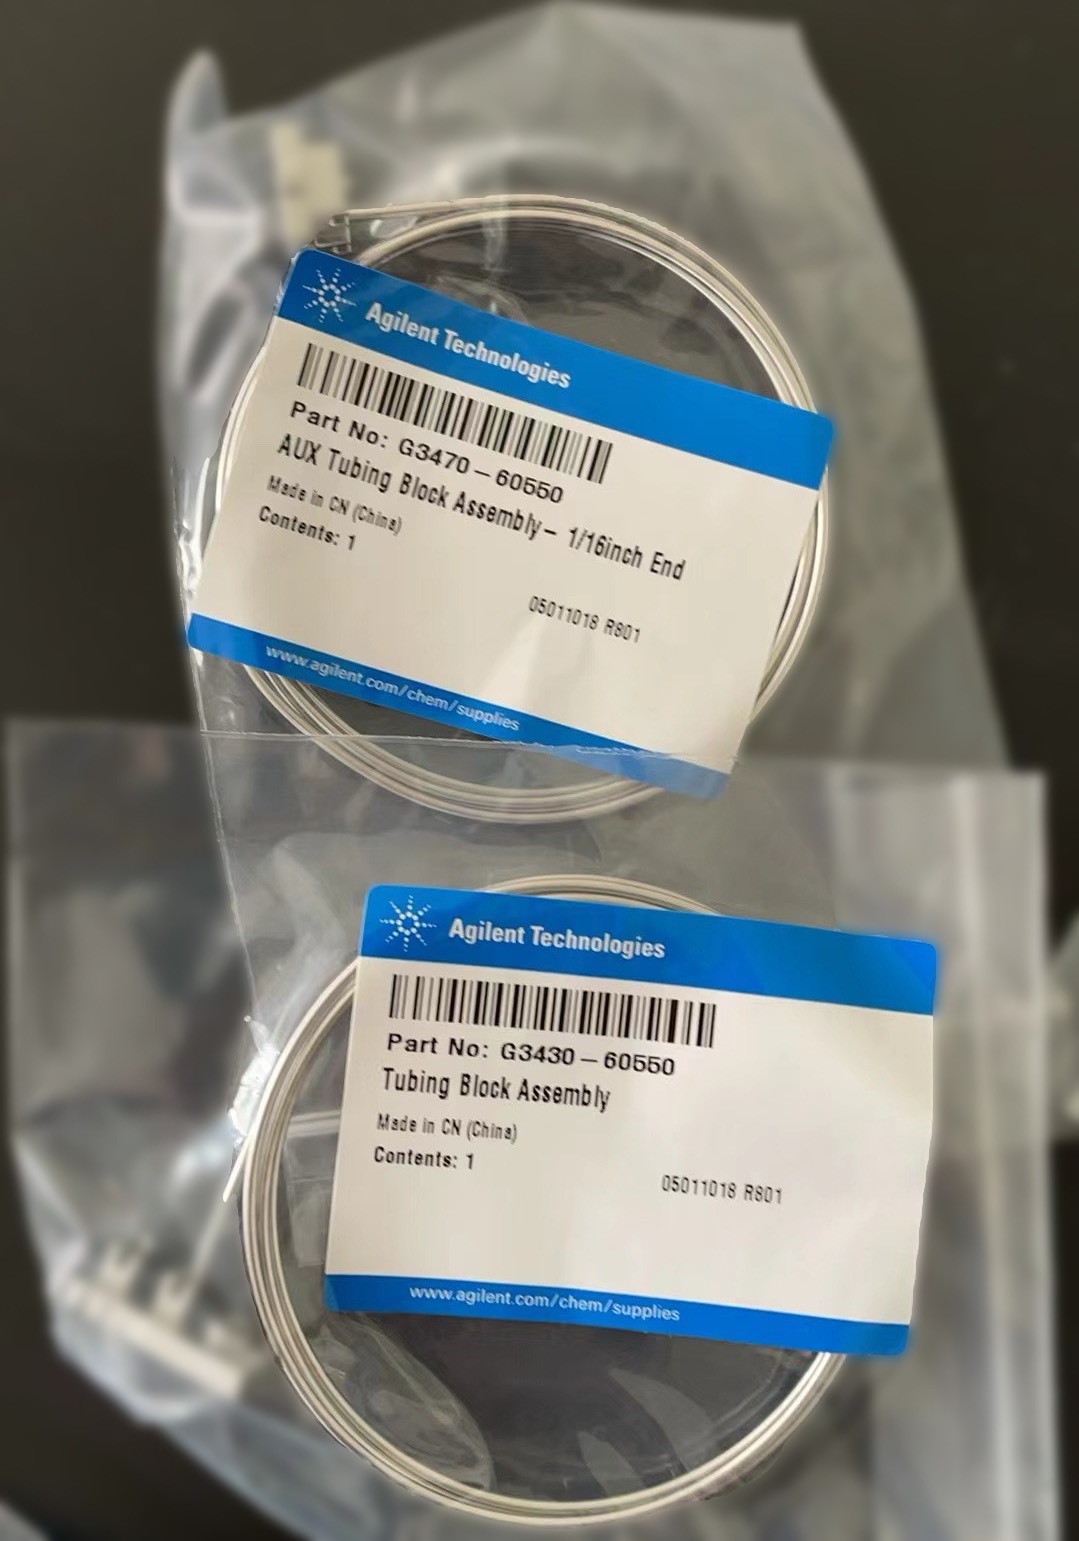 Agilent Technologies
Part No: G3470-60550
AUX Tubing Block Assembly- 1/16inch End
Made in CN (China)
Contents: 1
05011018 R801
www.agilent.com/chem/supplies
Agilent Technologies
Part No: G3430-60550
Tubing Block Assembly
Made in CN (China)
Contents: 1
05011018 R801
www.agilent.com/chem/supplies